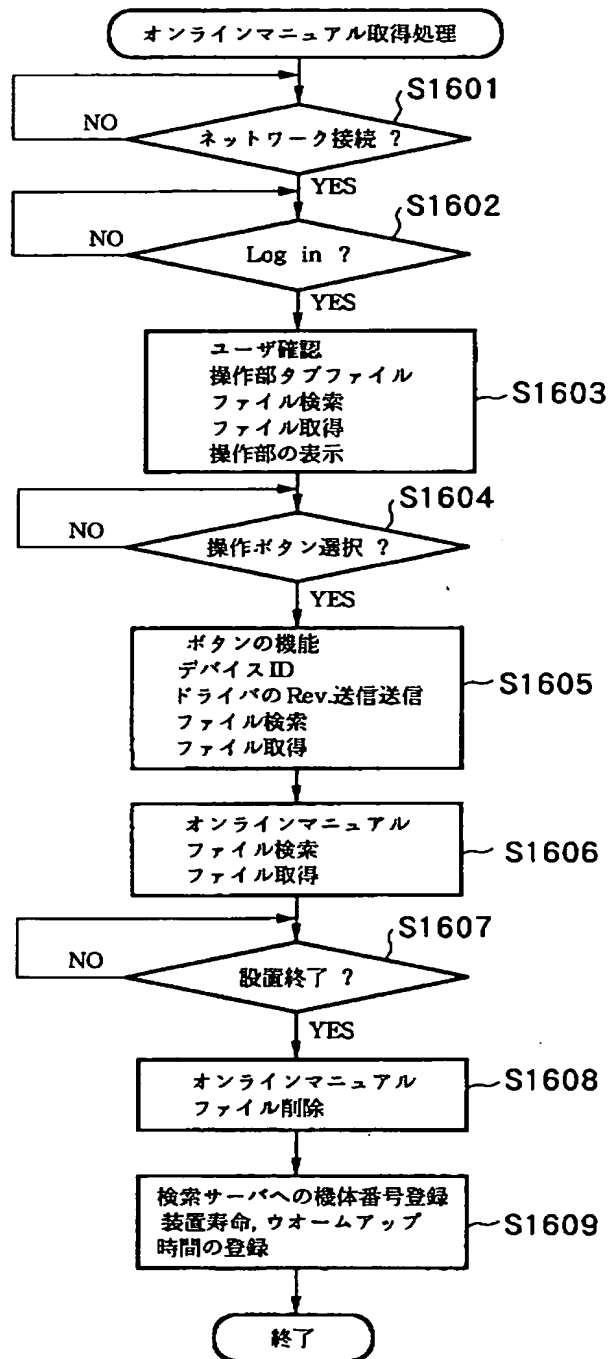 オンラインマニュアル取得処理
S1601
NO
ネットワーク接続 ?
YES
S1602
NO
Log in ?
YES
ユーザ確認
操作部タブファイル
ファイル検索
ファイル取得
操作部の表示
S1603
S1604
NO
操作ボタン選択 ?
YES
ボタンの機能
デバイスID
ドライバのRev.送信送信
ファイル検索
ファイル取得
S1605
オンラインマニュアル
ファイル検索
ファイル取得
S1606
S1607
NO
設置終了 ?
YES
オンラインマニュアル
ファイル削除
S1608
検索サーバへの機体番号登録
装置寿命, ウオームアップ
時間の登録
S1609
終了